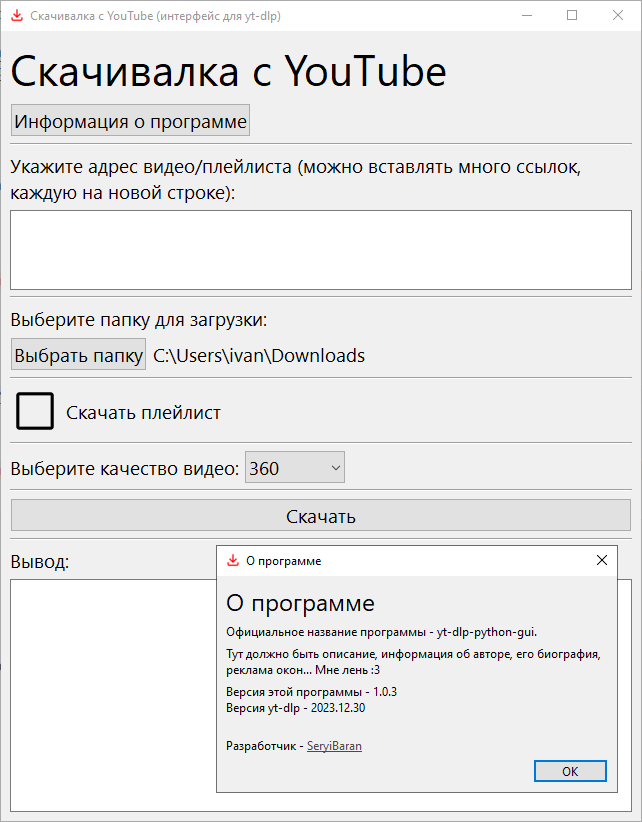 Скачивалка с YouTube (интерфейс для yt-dlp)
Скачивалка с YouTube
Информация о программе
Укажите адрес видео/плейлиста (можно вставлять много ссылок,
каждую на новой строке):
Выберите папку для загрузки:
Выбрать папку C:\Users\ivan\Downloads
Скачать плейлист
Выберите качество видео: 360
Скачать
Вывод:
О программе
О программе
Официальное название программы - yt-dlp-python-gui.
Тут должно быть описание, информация об авторе, его биография,
реклама окон... Мне лень :3
Версия этой программы - 1.0.3
Версия yt-dlp - 2023.12.30
Разработчик - SeryiBaran
ОК